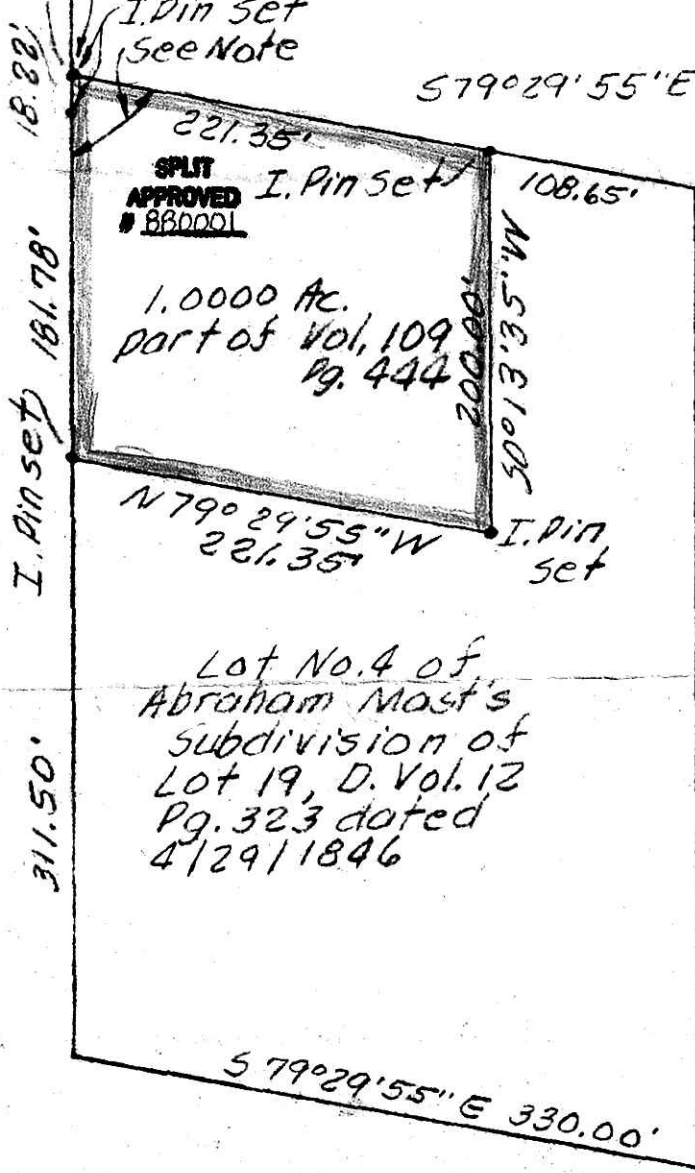 I.Pin Set
See Note
18.22'
S79°29'55"E
221.35'
SPLIT
APPROVED
# 880001
I. Pin set
108.65'
181.78'
1.0000 Ac.
part of Vol, 109
Pg. 444
200.00'
S0°13'35"W
I. Pin set
N79°29'55"W
221.35'
I. Pin
set
Lot No.4 of
Abraham Mast's
Subdivision of
Lot 19, D. Vol. 12
Pg. 323 dated
4/29/1846
311.50'
S 79°29'55" E 330.00'